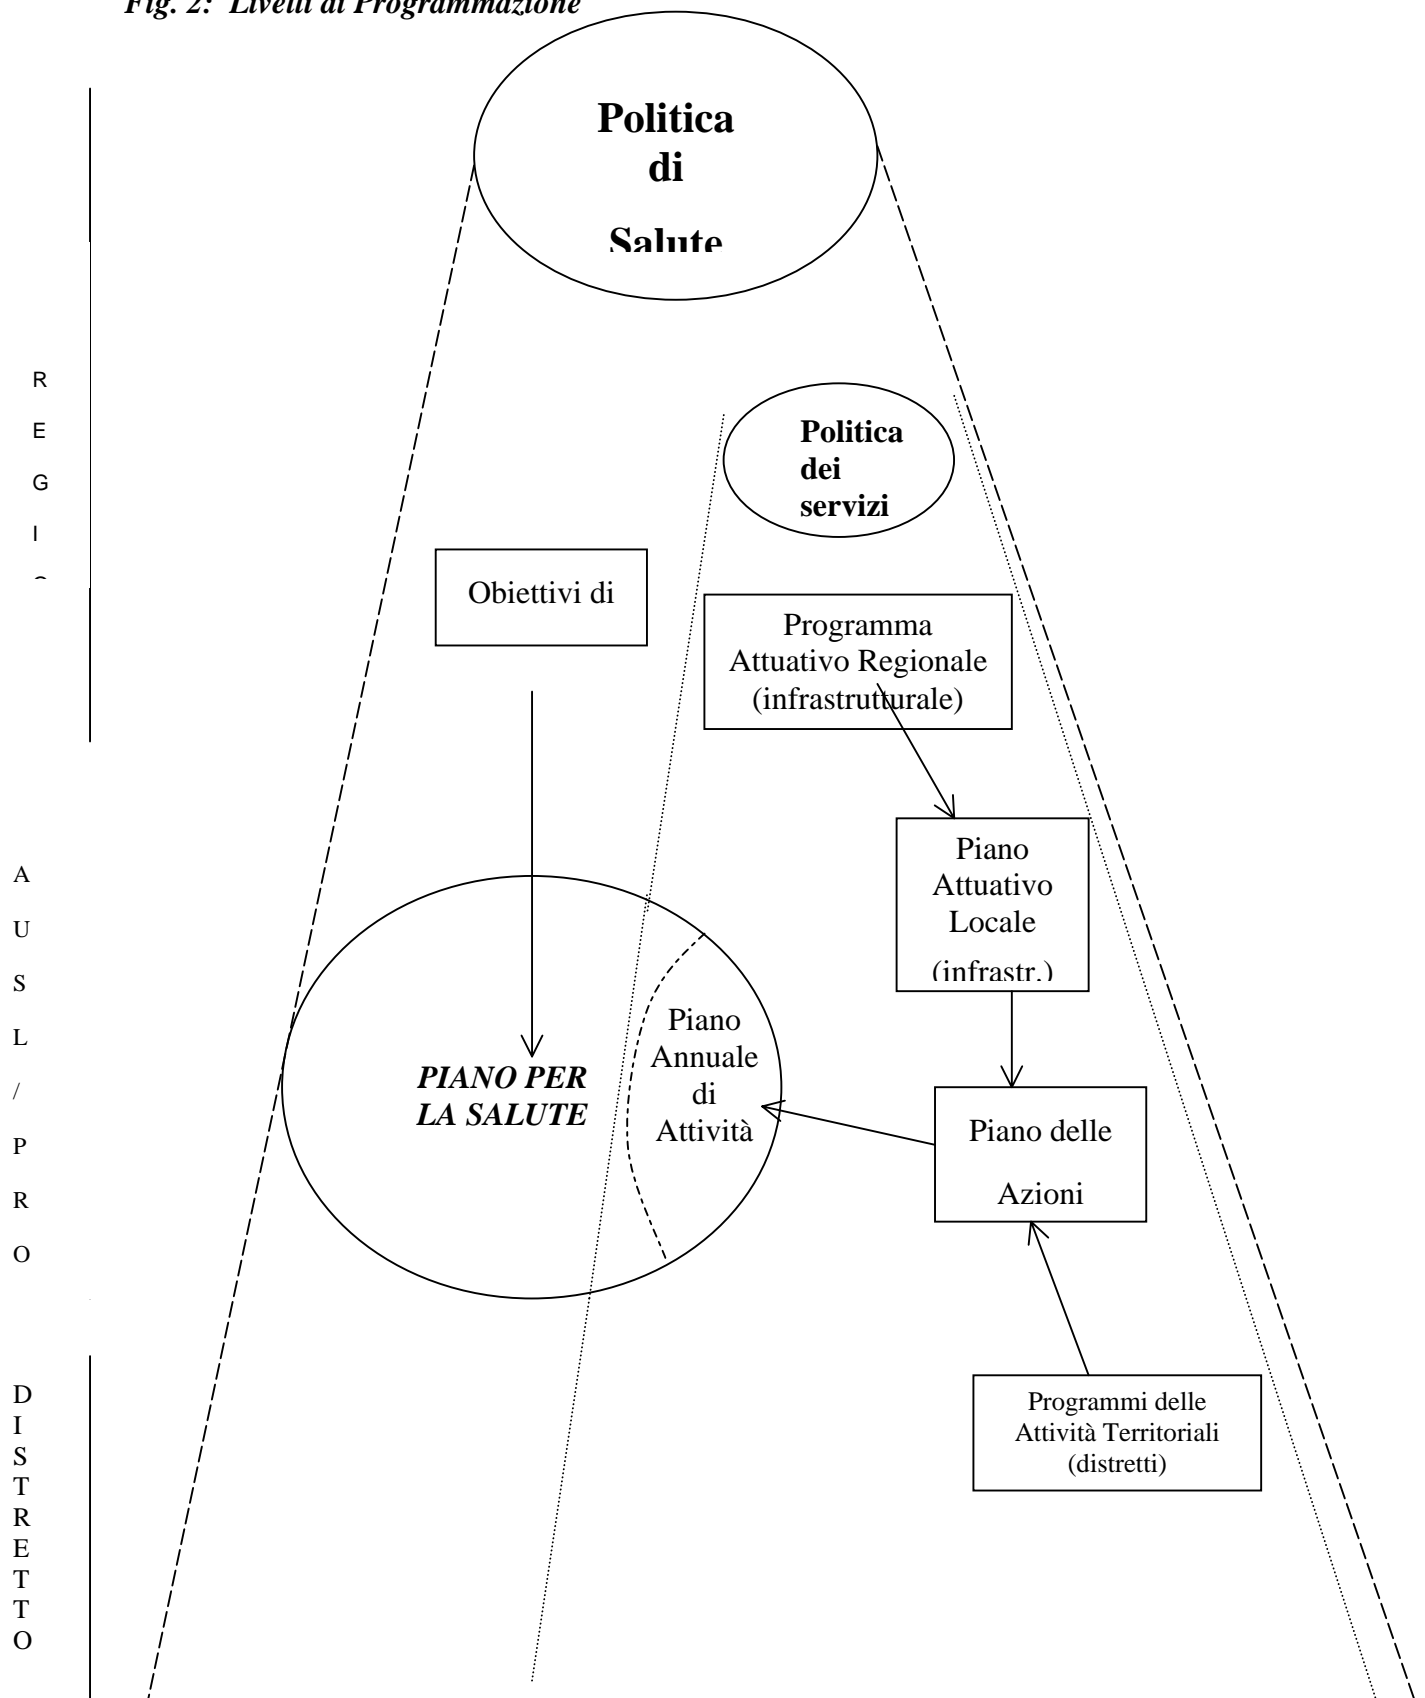 Fig. 2: Livelli di Programmazione
Politica
di
Salute
R
E
G
I
Politica
dei
servizi
Obiettivi di
Programma
Attuativo Regionale
(infrastrutturale)
A
U
S
L
/
P
R
O
Piano
Attuativo
Locale
(infrastr.)
PIANO PER
LA SALUTE
Piano
Annuale
di
Attività
Piano delle
Azioni
D
I
S
T
R
E
T
T
O
Programmi delle
Attività Territoriali
(distretti)